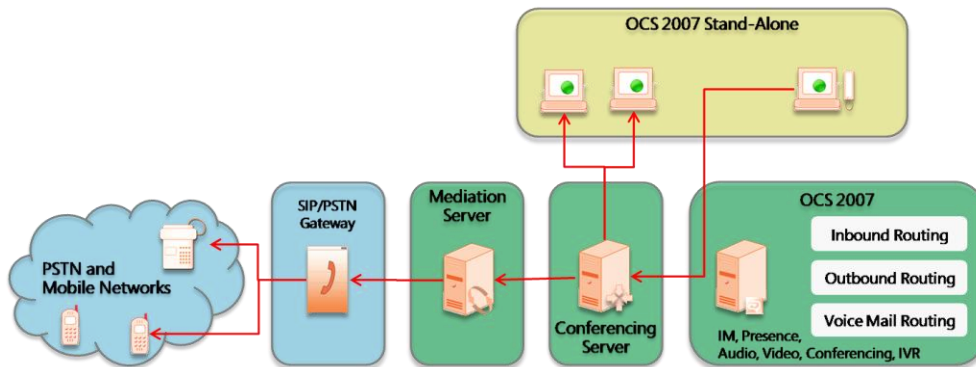 OCS 2007 Stand-Alone
PSTN and
Mobile Networks
SIP/PSTN
Gateway
Mediation
Server
Conferencing
Server
OCS 2007
Inbound Routing
Outbound Routing
Voice Mail Routing
IM, Presence,
Audio, Video, Conferencing, IVR